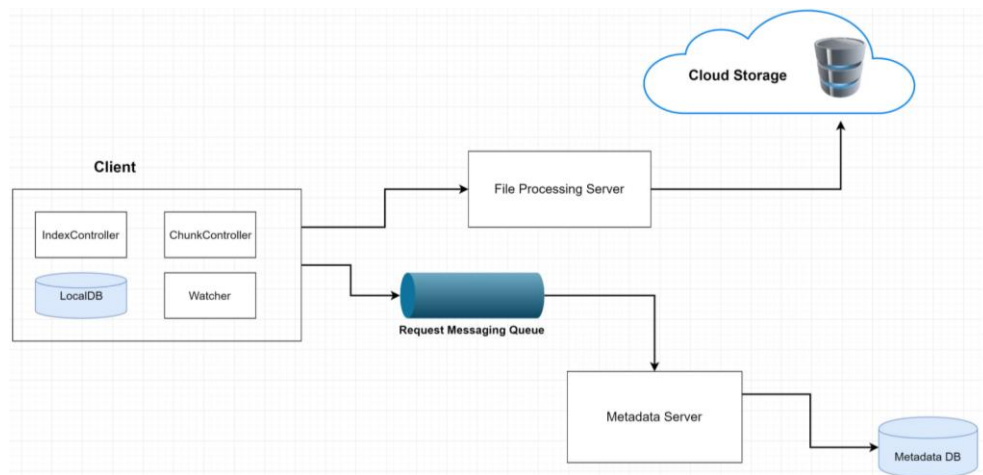 Cloud Storage
Client
File Processing Server
IndexController
ChunkController
LocalDB
Watcher
Request Messaging Queue
Metadata Server
Metadata DB